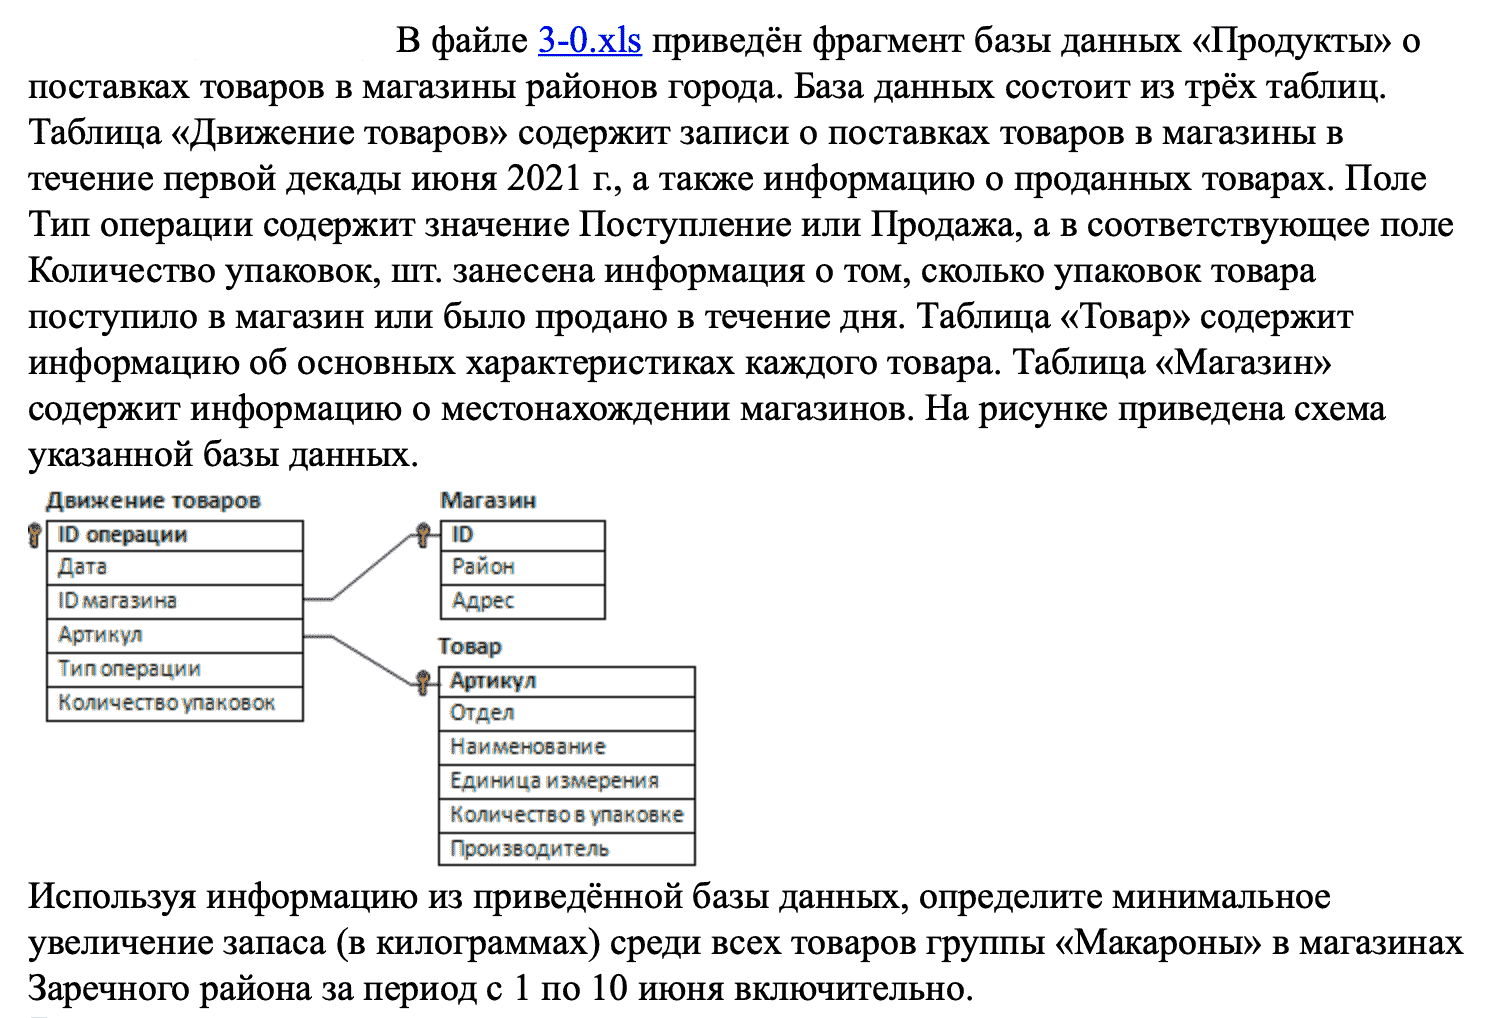 В файле 3-0.xls приведён фрагмент базы данных «Продукты» о
поставках товаров в магазины районов города. База данных состоит из трёх таблиц.
Таблица «Движение товаров» содержит записи о поставках товаров в магазины в
течение первой декады июня 2021 г., а также информацию о проданных товарах. Поле
Тип операции содержит значение Поступление или Продажа, а в соответствующее поле
Количество упаковок, шт. занесена информация о том, сколько упаковок товара
поступило в магазин или было продано в течение дня. Таблица «Товар» содержит
информацию об основных характеристиках каждого товара. Таблица «Магазин»
содержит информацию о местонахождении магазинов. На рисунке приведена схема
указанной базы данных.
Движение товаров
ID операции
Дата
ID магазина
Артикул
Тип операции
Количество упаковок
Магазин
ID
Район
Адрес
Товар
Артикул
Отдел
Наименование
Единица измерения
Количество в упаковке
Производитель
Используя информацию из приведённой базы данных, определите минимальное
увеличение запаса (в килограммах) среди всех товаров группы «Макароны» в магазинах
Заречного района за период с 1 по 10 июня включительно.